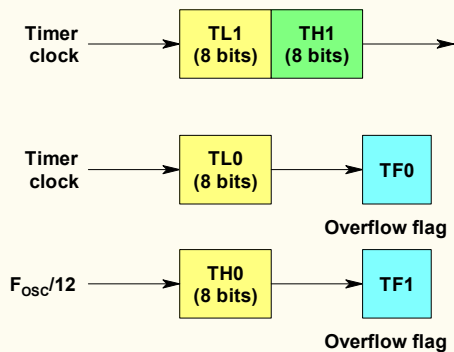 Timer
clock
TL1
(8 bits)
TH1
(8 bits)
Timer
clock
TL0
(8 bits)
TF0
Overflow flag
FOSC/12
TH0
(8 bits)
TF1
Overflow flag